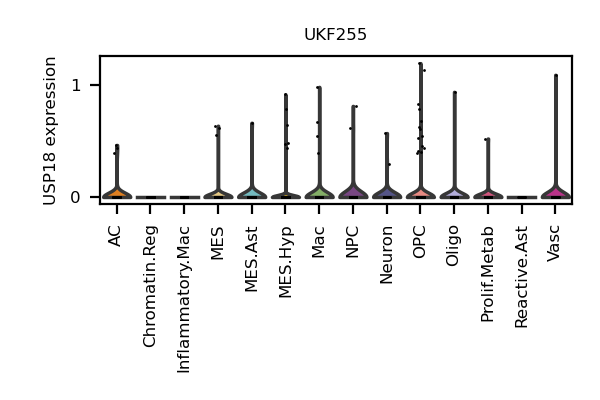 UKF255
USP18 expression
1
0
AC
Chromatin.Reg
Inflammatory.Mac
MES
MES.Ast
MES.Hyp
Mac
NPC
Neuron
OPC
Oligo
Prolif.Metab
Reactive.Ast
Vasc